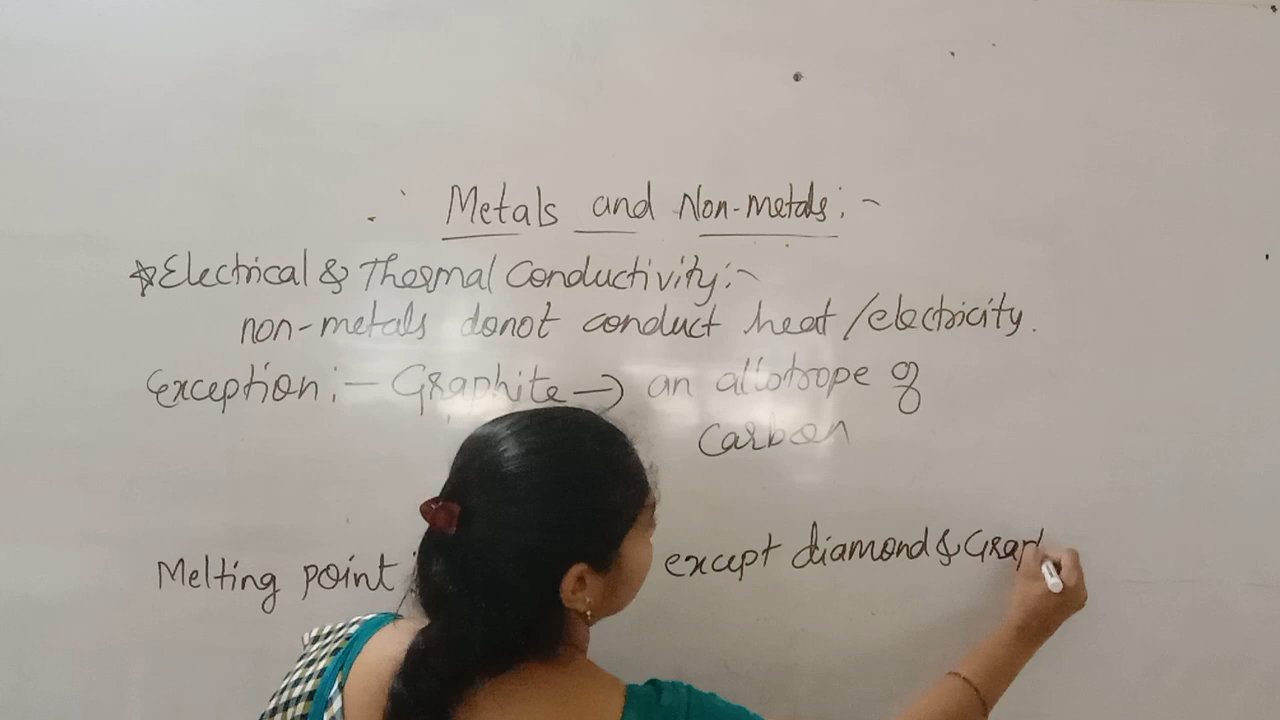 Metals and Non-metals:-
*Electrical & Thermal Conductivity:-
non-metals donot conduct heat/electricity.
Exception:- Graphite → an allotrope of
Carbon
Melting point except diamond & Grap